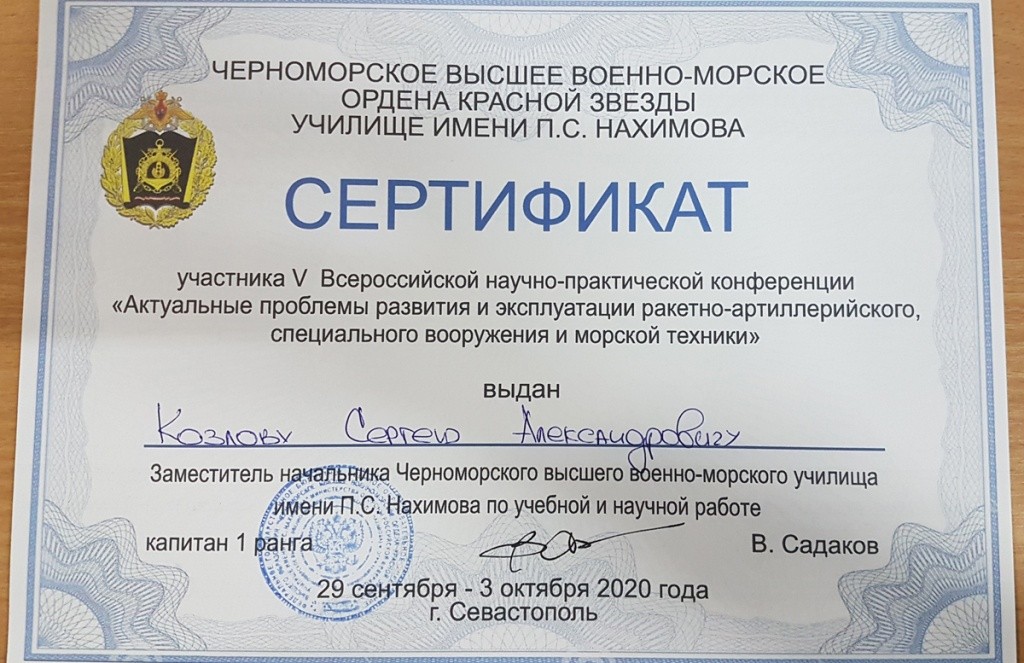 ЧЕРНОМОРСКОЕ ВЫСШЕЕ ВОЕННО-МОРСКОЕ
ОРДЕНА КРАСНОЙ ЗВЕЗДЫ
УЧИЛИЩЕ ИМЕНИ П.С. НАХИМОВА
СЕРТИФИКАТ
участника V Всероссийской научно-практической конференции
«Актуальные проблемы развития и эксплуатации ракетно-артиллерийского,
специального вооружения и морской техники»
выдан
Козлову Сергею Александровичу
Заместитель начальника Черноморского высшего военно-морского училища
имени П.С. Нахимова по учебной и научной работе
капитан 1 ранга В. Садаков
29 сентября - 3 октября 2020 года
г. Севастополь